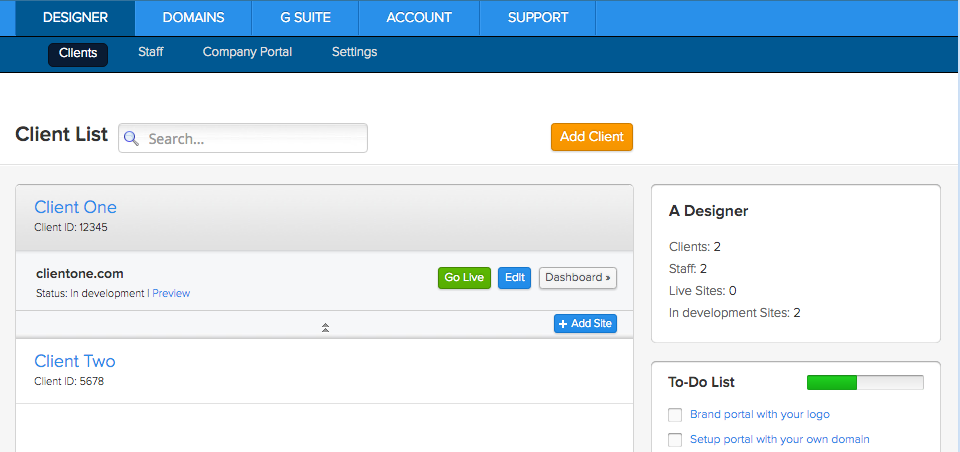 DESIGNER DOMAINS G SUITE ACCOUNT SUPPORT
Clients Staff Company Portal Settings
Client List Search... Add Client
Client One
Client ID: 12345
clientone.com Go Live Edit Dashboard »
Status: In development | Preview
+ Add Site
Client Two
Client ID: 5678
A Designer
Clients: 2
Staff: 2
Live Sites: 0
In development Sites: 2
To-Do List
Brand portal with your logo
Setup portal with your own domain